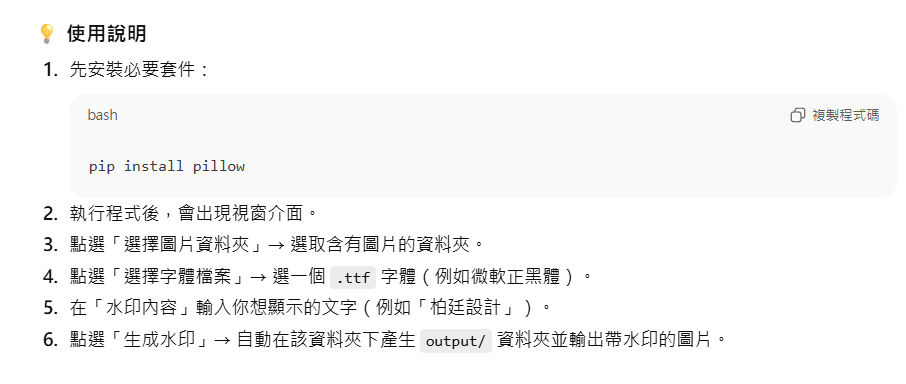 💡 使用說明
1. 先安裝必要套件：
bash 複製程式碼
pip install pillow
2. 執行程式後，會出現視窗介面。
3. 點選「選擇圖片資料夾」→ 選取含有圖片的資料夾。
4. 點選「選擇字體檔案」→ 選一個 .ttf 字體（例如微軟正黑體）。
5. 在「水印內容」輸入你想顯示的文字（例如「柏廷設計」）。
6. 點選「生成水印」→ 自動在該資料夾下產生 output/ 資料夾並輸出帶水印的圖片。